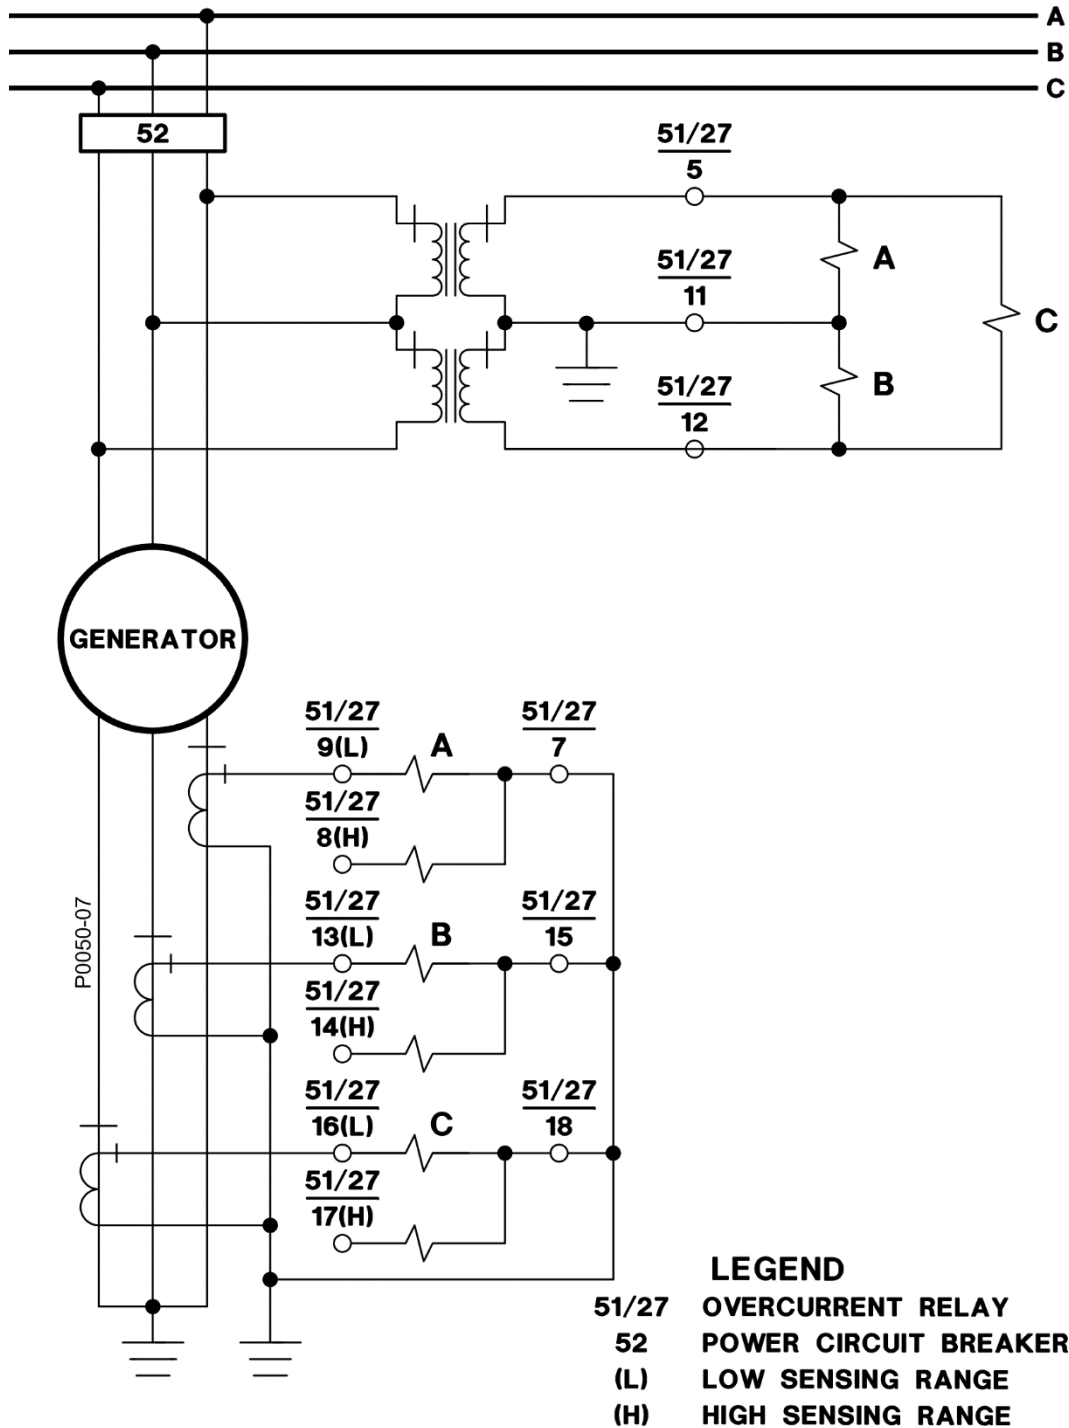 A
B
C
52
51/27
5
51/27
11
51/27
12
A
B
C
GENERATOR
51/27
9(L)
A
51/27
7
51/27
8(H)
P0050-07
51/27
13(L)
B
51/27
15
51/27
14(H)
51/27
16(L)
C
51/27
18
51/27
17(H)
LEGEND
51/27 OVERCURRENT RELAY
52 POWER CIRCUIT BREAKER
(L) LOW SENSING RANGE
(H) HIGH SENSING RANGE